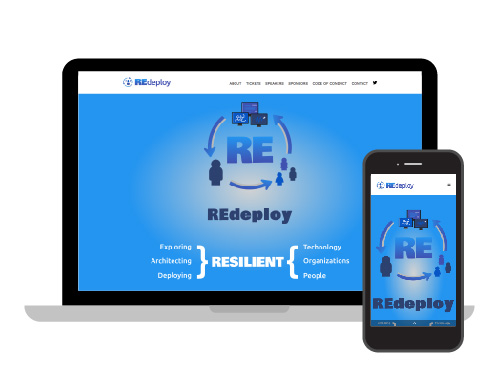 REdeploy
ABOUT TICKETS SPEAKERS SPONSORS CODE OF CONDUCT CONTACT
RE
REdeploy
Exploring
Architecting
Deploying
RESILIENT
Technology
Organizations
People
REdeploy
RE
REdeploy